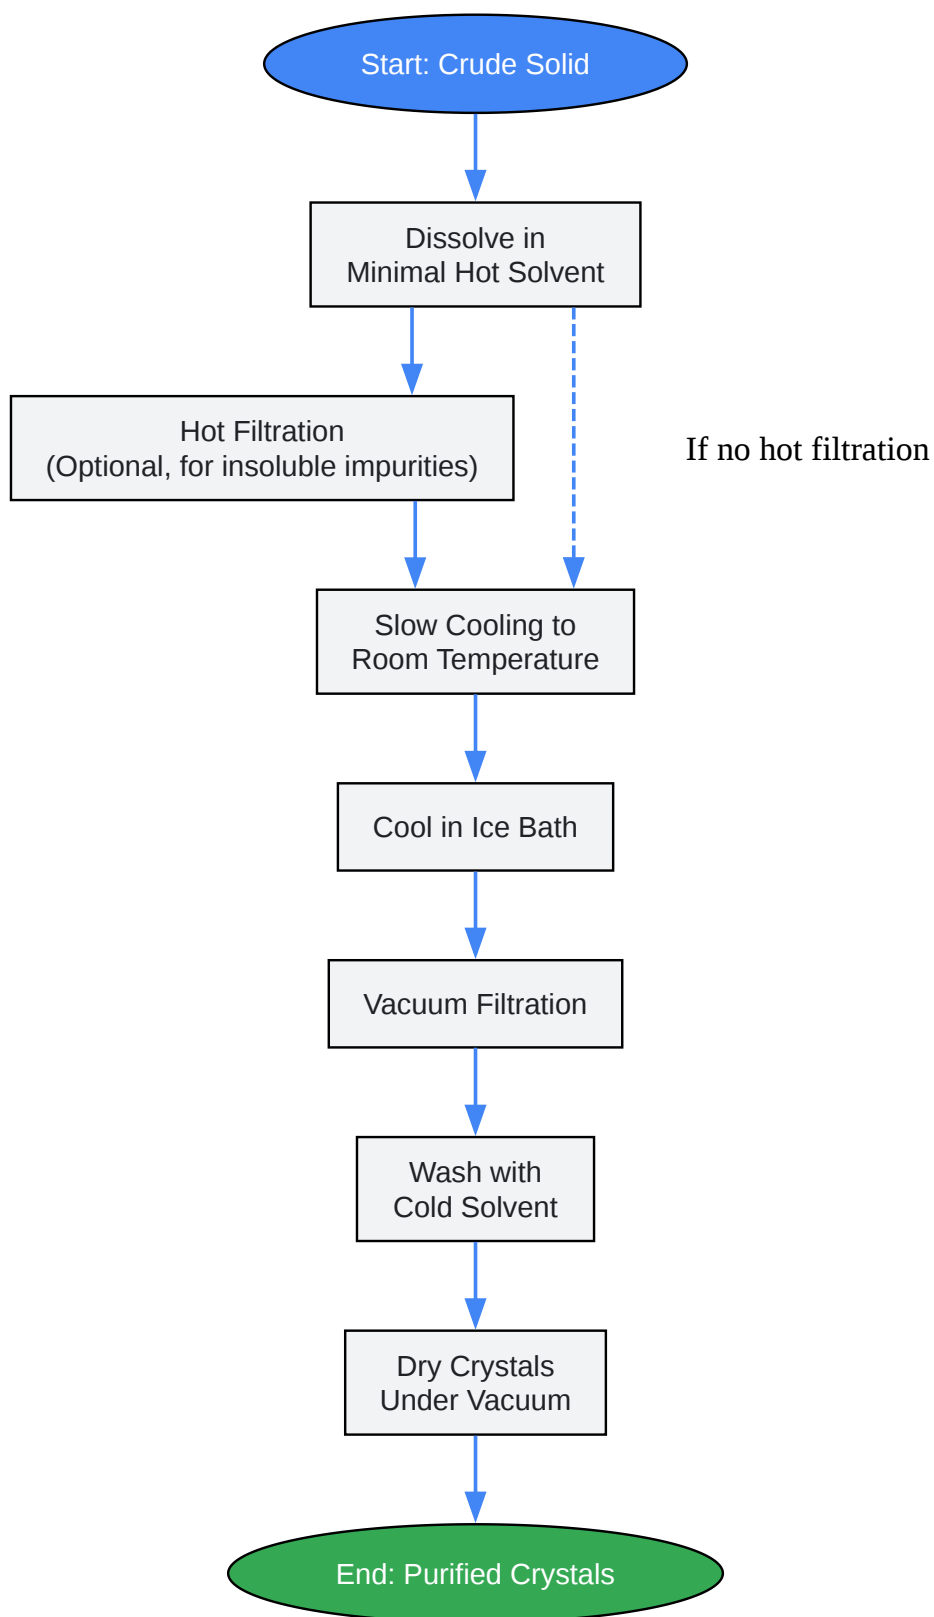 Start: Crude Solid
Dissolve in
Minimal Hot Solvent
Hot Filtration
(Optional, for insoluble impurities)
If no hot filtration
Slow Cooling to
Room Temperature
Cool in Ice Bath
Vacuum Filtration
Wash with
Cold Solvent
Dry Crystals
Under Vacuum
End: Purified Crystals